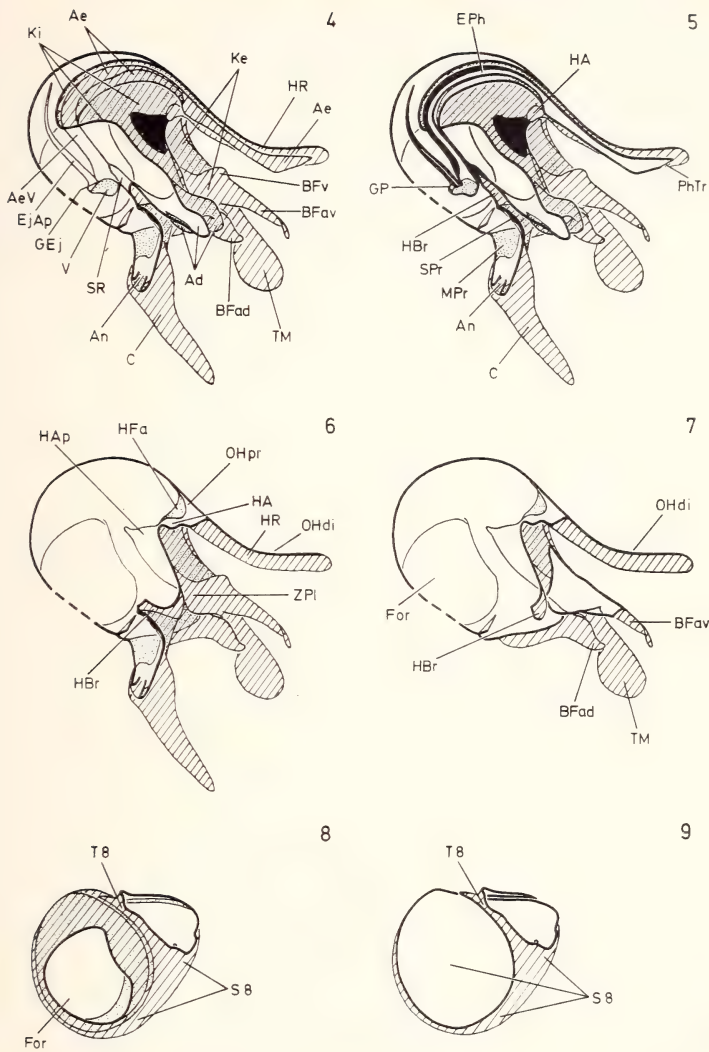 4
Ae
Ki
Ke
HR
Ae
BFv
BFav
AeV
EjAp
GEj
V
SR
Ad
BFad
An
TM
C
5
EPh
HA
PhTr
GP
HBr
SPr
MPr
An
C
6
HFa
HAp
OHpr
HA
HR
OHdi
ZPl
HBr
7
OHdi
For
BFav
HBr
BFad
TM
8
T8
S8
For
9
T8
S8